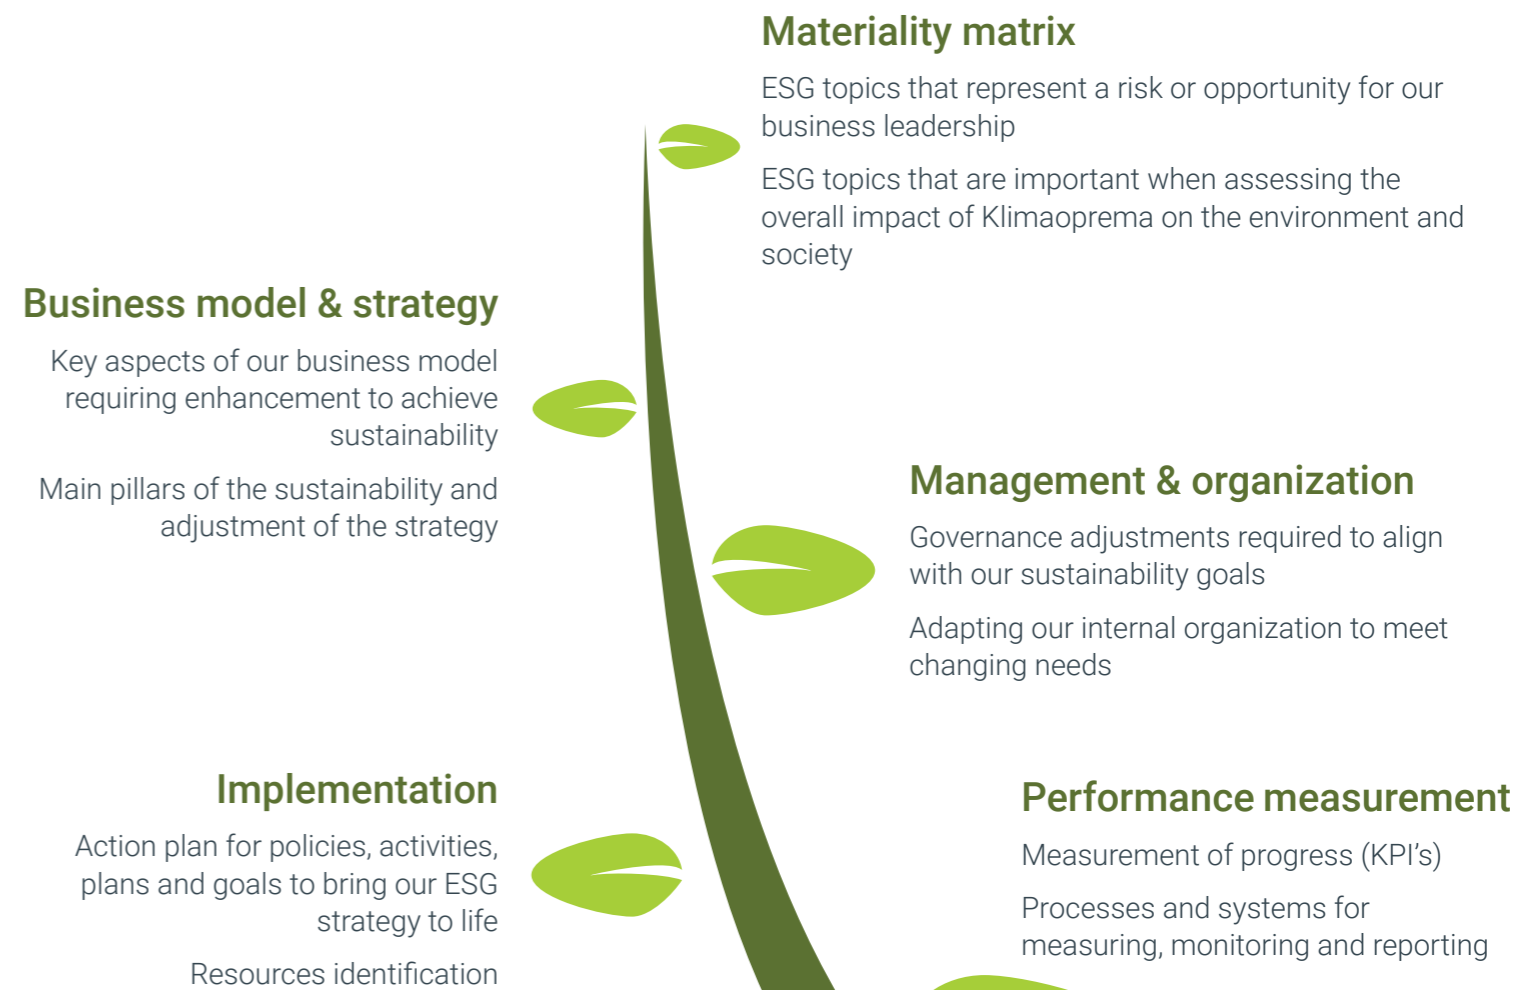 Materiality matrix
ESG topics that represent a risk or opportunity for our
business leadership
ESG topics that are important when assessing the
overall impact of Klimaoprema on the environment and
society
Business model & strategy
Key aspects of our business model
requiring enhancement to achieve
sustainability
Main pillars of the sustainability and
adjustment of the strategy
Management & organization
Governance adjustments required to align
with our sustainability goals
Adapting our internal organization to meet
changing needs
Implementation
Action plan for policies, activities,
plans and goals to bring our ESG
strategy to life
Resources identification
Performance measurement
Measurement of progress (KPI’s)
Processes and systems for
measuring, monitoring and reporting